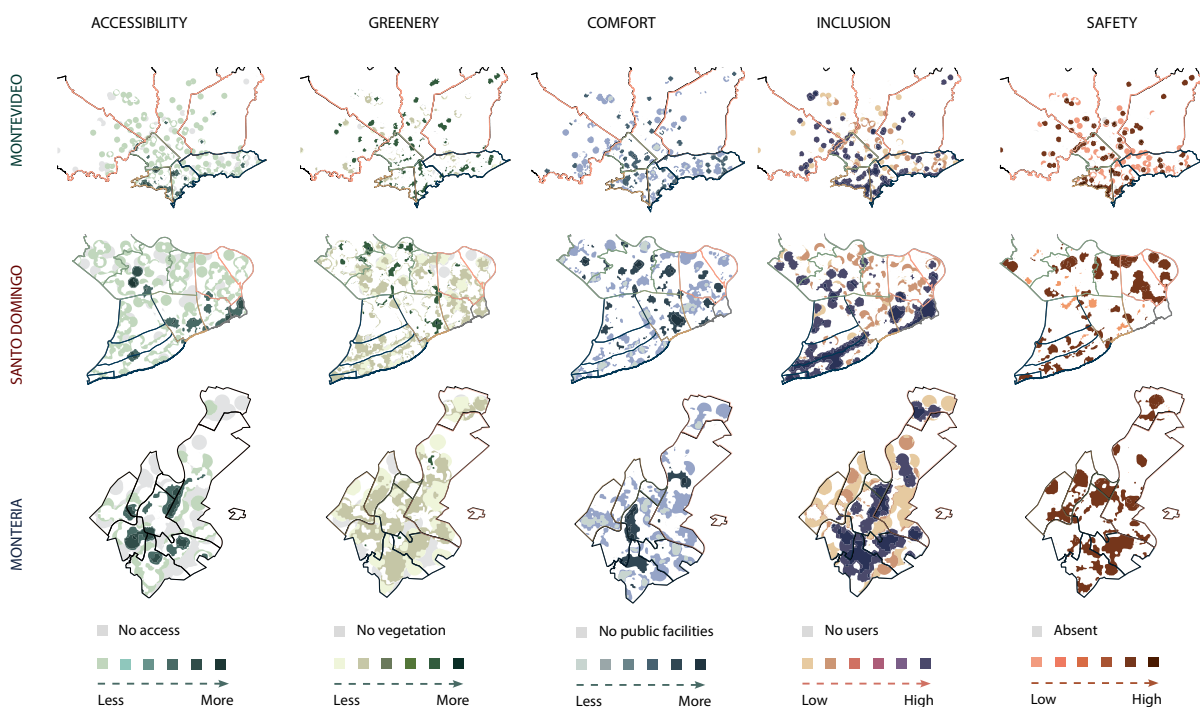 ACCESSIBILITY GREENERY COMFORT INCLUSION SAFETY
MONTEVIDEO
SANTO DOMINGO
MONTERIA
No access No vegetation No public facilities No users Absent
Less More Less More Less More Low High Low High